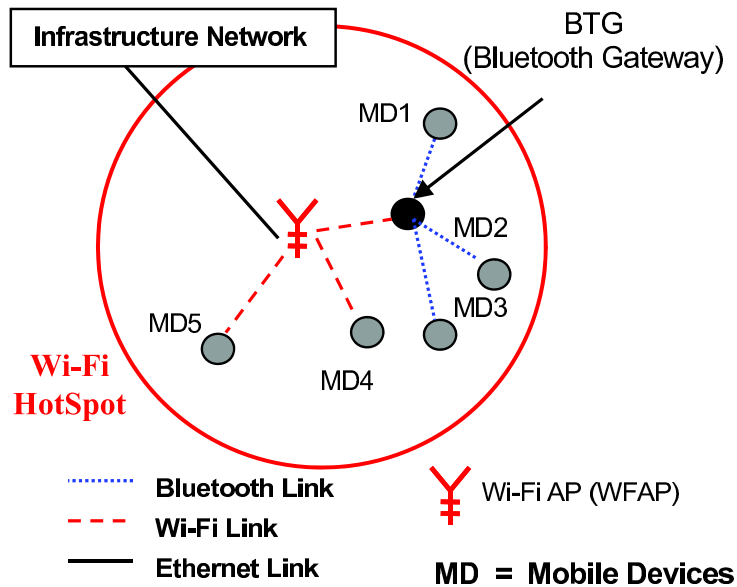 Infrastructure Network
BTG
(Bluetooth Gateway)
MD1
MD2
MD3
MD5
MD4
Wi-Fi
HotSpot
Bluetooth Link
Wi-Fi Link
Ethernet Link
Wi-Fi AP (WFAP)
MD = Mobile Devices